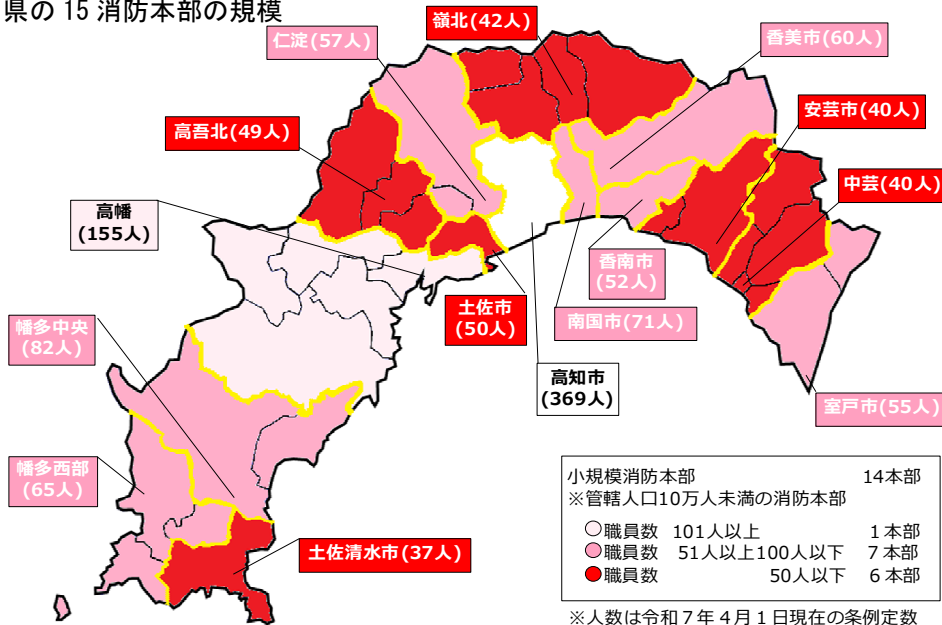 県の 15 消防本部の規模
嶺北(42人)
仁淀(57人)
香美市(60人)
安芸市(40人)
高吾北(49人)
中芸(40人)
高幡
(155人)
香南市
(52人)
土佐市
(50人)
南国市(71人)
幡多中央
(82人)
高知市
(369人)
室戸市(55人)
幡多西部
(65人)
土佐清水市(37人)
小規模消防本部 14本部
※管轄人口10万人未満の消防本部
職員数 101人以上 1本部
職員数 51人以上100人以下 7本部
職員数 50人以下 6本部
※人数は令和7年4月1日現在の条例定数